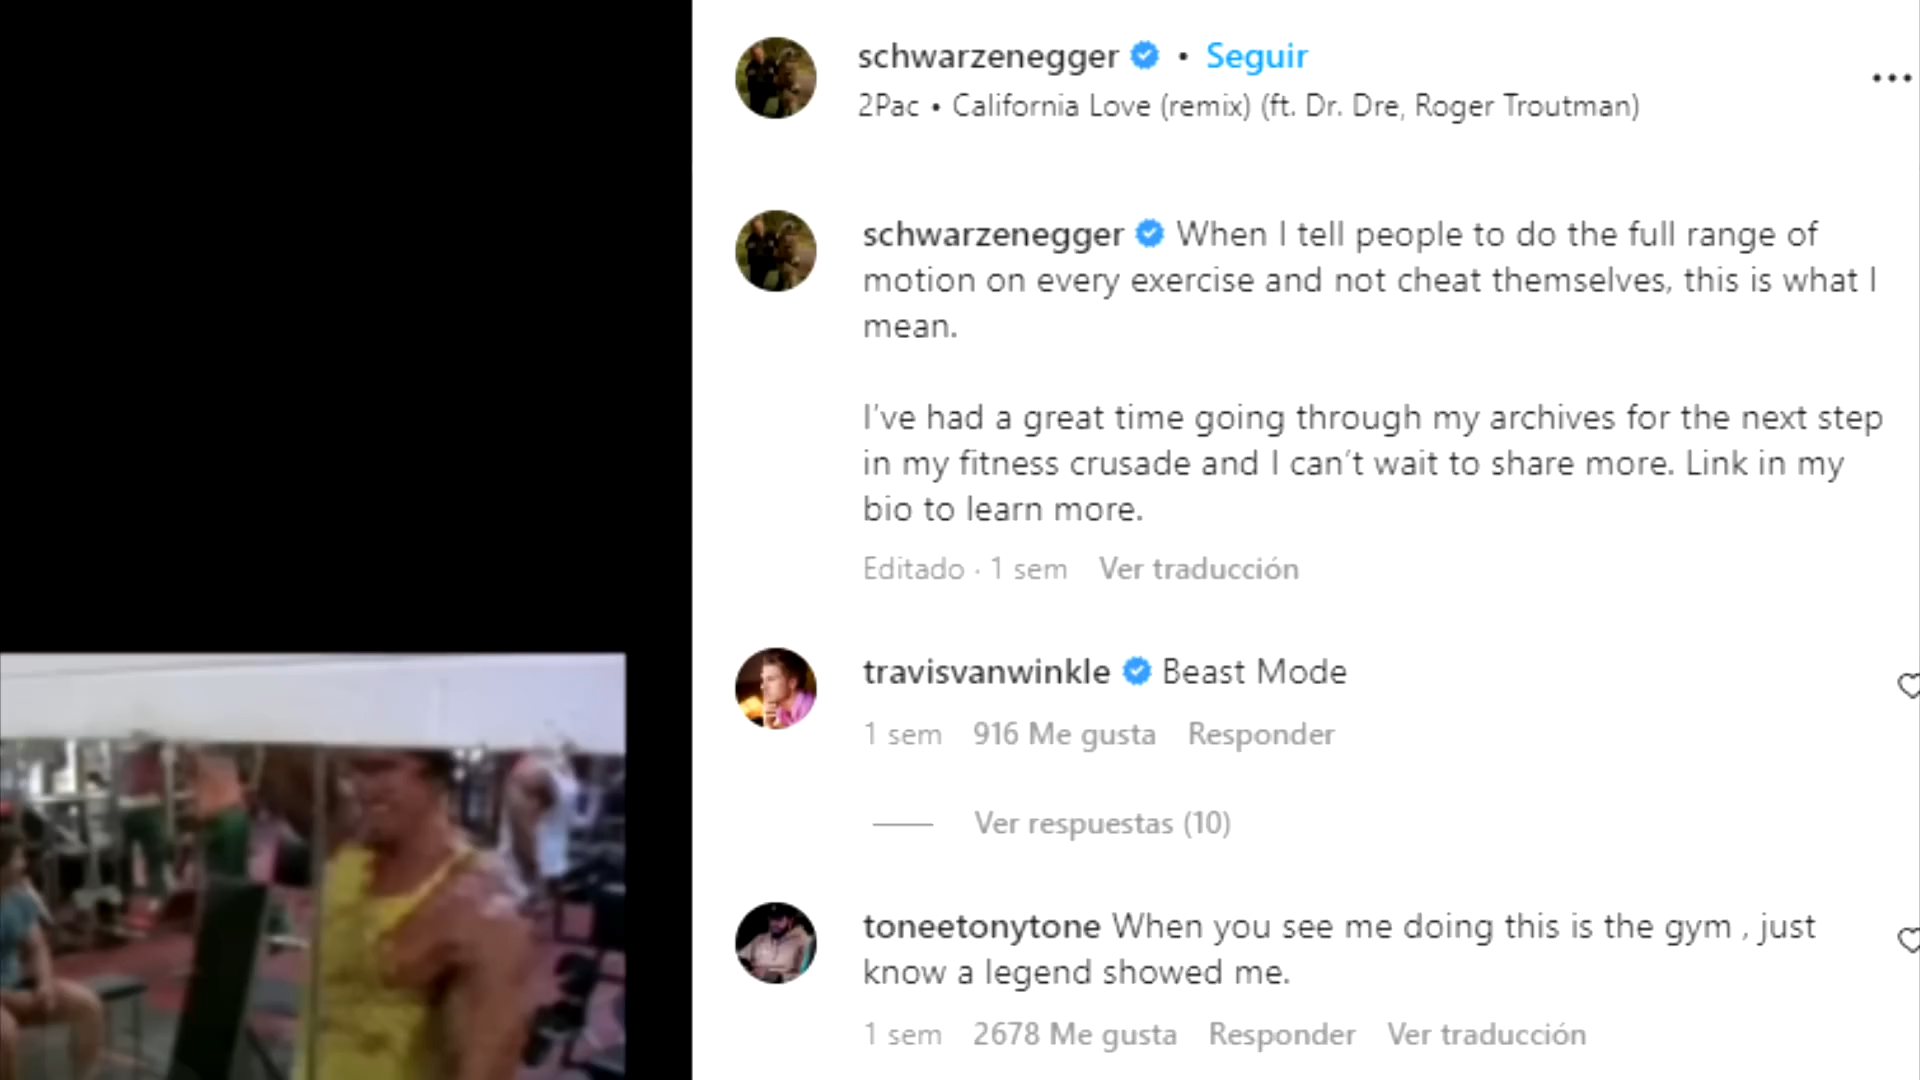 schwarzenegger • Seguir
2Pac • California Love (remix) (ft. Dr. Dre, Roger Troutman)
schwarzenegger When I tell people to do the full range of
motion on every exercise and not cheat themselves, this is what I
mean.
I've had a great time going through my archives for the next step
in my fitness crusade and I can't wait to share more. Link in my
bio to learn more.
Editado · 1 sem Ver traducción
travisvanwinkle Beast Mode
1 sem 916 Me gusta Responder
Ver respuestas (10)
toneetonytone When you see me doing this is the gym , just
know a legend showed me.
1 sem 2678 Me gusta Responder Ver traducción